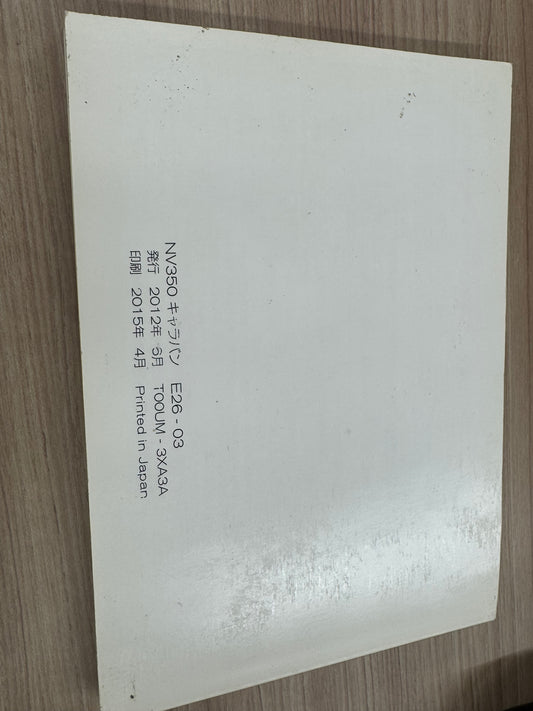 NV350 キャラバン E26 - 03
発行 2012年 6月 T00UM - 3XA3A
印刷 2015年 4月 Printed in Japan